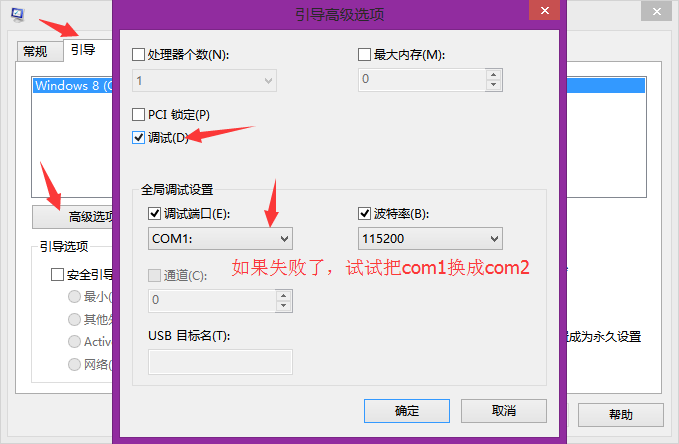 引导高级选项
常规
引导
Windows 8 (C
高级选项
引导选项
安全引导
最小(
其他外
Active
网络(
处理器个数(N):
最大内存(M):
1
0
PCI 锁定(P)
调试(D)
全局调试设置
调试端口(E):
波特率(B):
COM1:
115200
如果失败了，试试把com1换成com2
通道(C):
0
USB 目标名(T):
成为永久设置
确定
取消
帮助